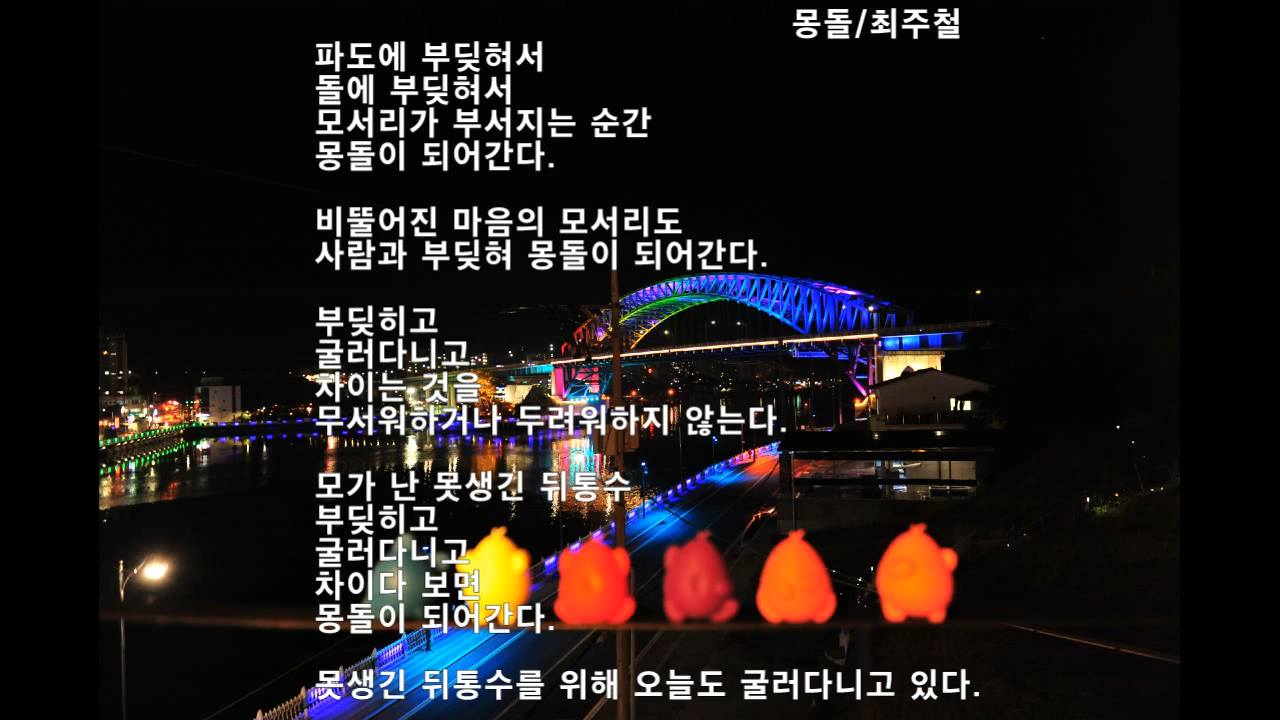 몽돌/최주철
파도에 부딪혀서
돌에 부딪혀서
모서리가 부서지는 순간
몽돌이 되어간다.
비뚤어진 마음의 모서리도
사람과 부딪혀 몽돌이 되어간다.
부딪히고
굴러다니고
차이는 것을
무서워하거나 두려워하지 않는다.
모가 난 못생긴 뒤통수
부딪히고
굴러다니고
차이다 보면
몽돌이 되어간다.
못생긴 뒤통수를 위해 오늘도 굴러다니고 있다.